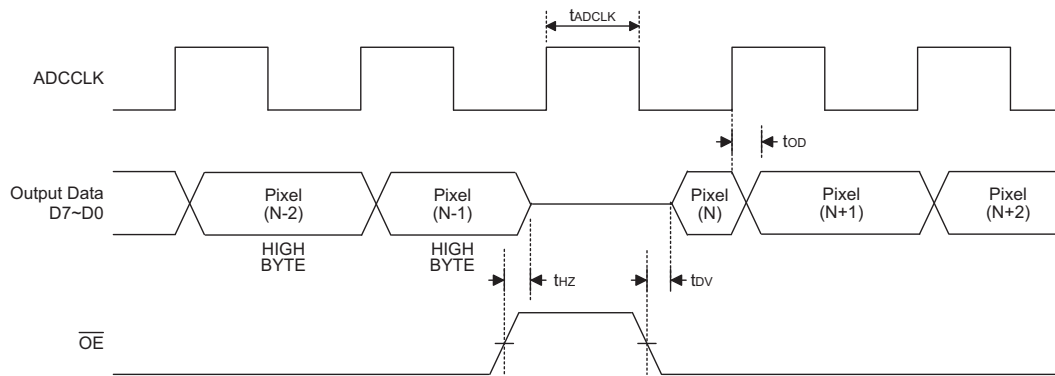 tADCLK
ADCCLK
tOD
Output Data
D7~D0
Pixel
(N-2)
Pixel
(N-1)
Pixel
(N)
Pixel
(N+1)
Pixel
(N+2)
HIGH
BYTE
HIGH
BYTE
tHZ
tDV
OE